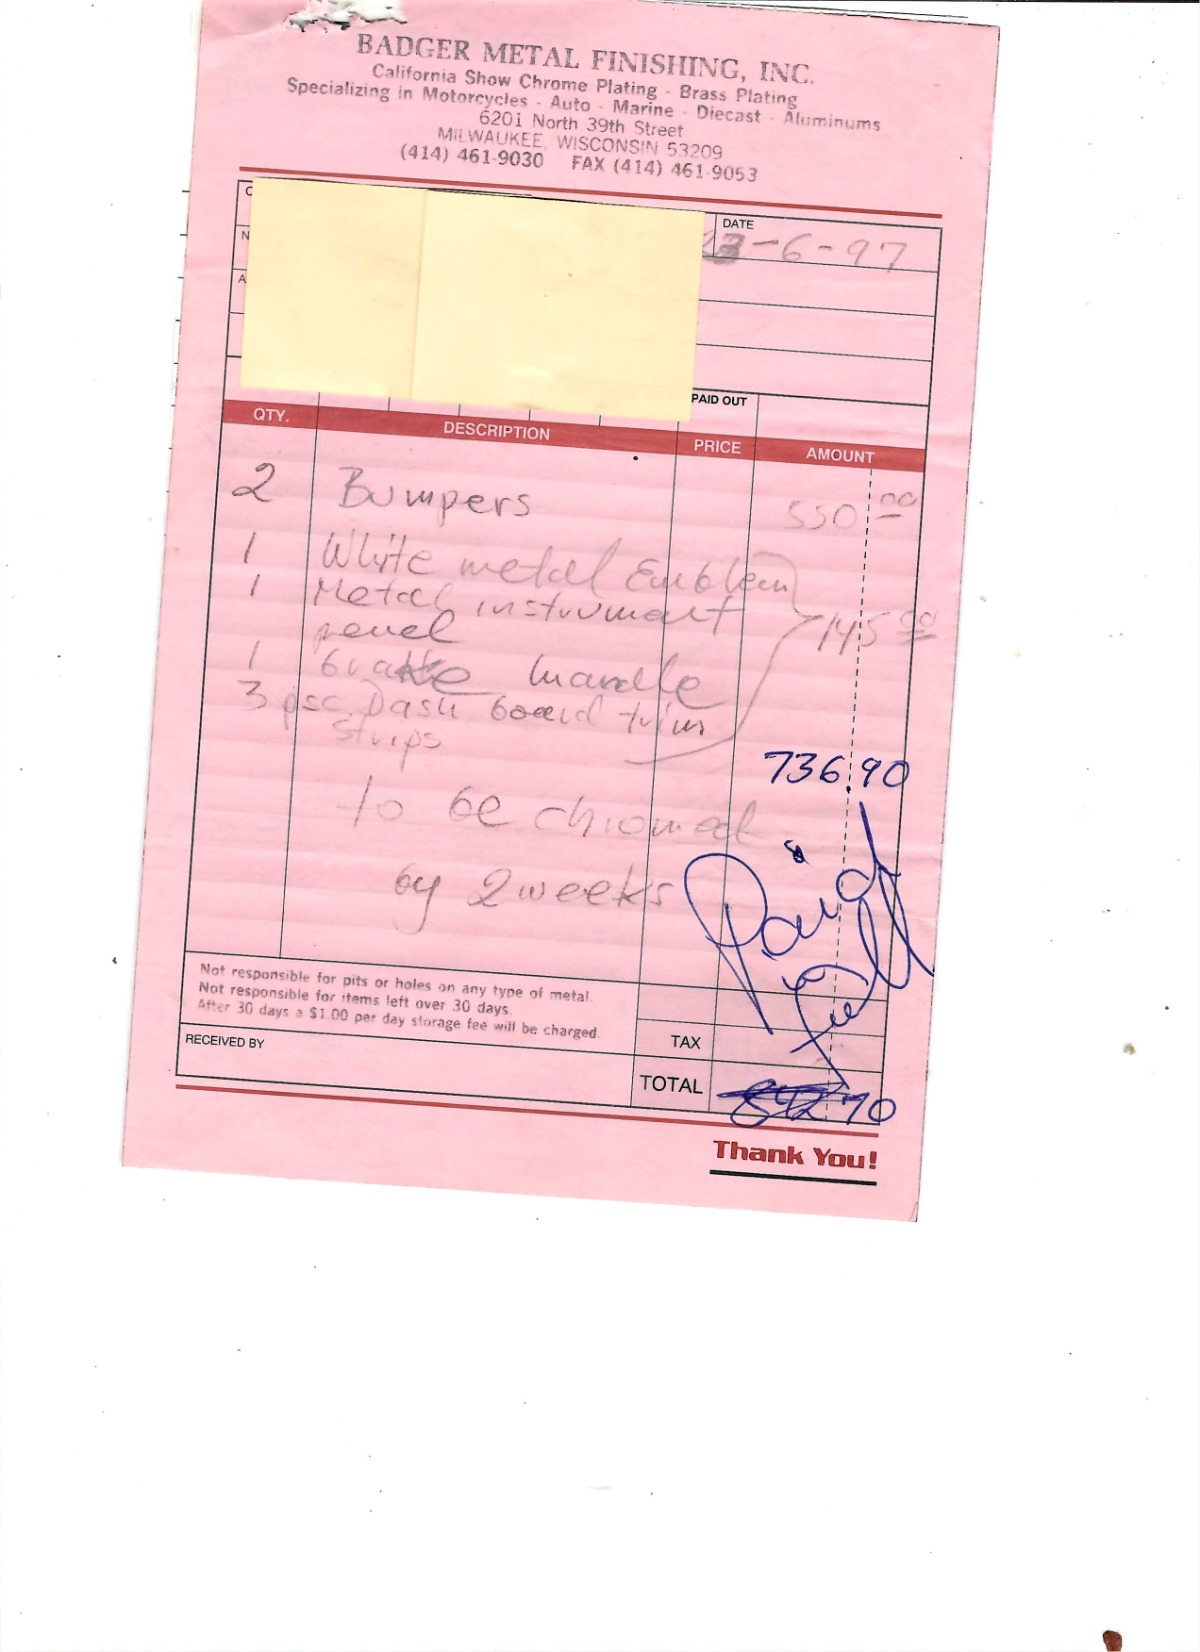 BADGER METAL FINISHING, INC.
California Show Chrome Plating - Brass Plating
Specializing in Motorcycles - Auto - Marine - Diecast - Aluminums
6201 North 39th Street
MILWAUKEE, WISCONSIN 53209
(414) 461-9030 FAX (414) 461-9053
C
N
A
DATE
-6-97
PAID OUT
QTY. DESCRIPTION PRICE AMOUNT
2 Bumpers 550 00
1 White metal Emblem
1 Metal instrument
panel 145 00
1 brake handle
3 psc. Dash board trim
strips
736.90
to be chromed
by 2 weeks
Paid
in
full
Not responsible for pits or holes on any type of metal.
Not responsible for items left over 30 days.
After 30 days a $1.00 per day storage fee will be charged.
TAX
RECEIVED BY
TOTAL 70
Thank You!